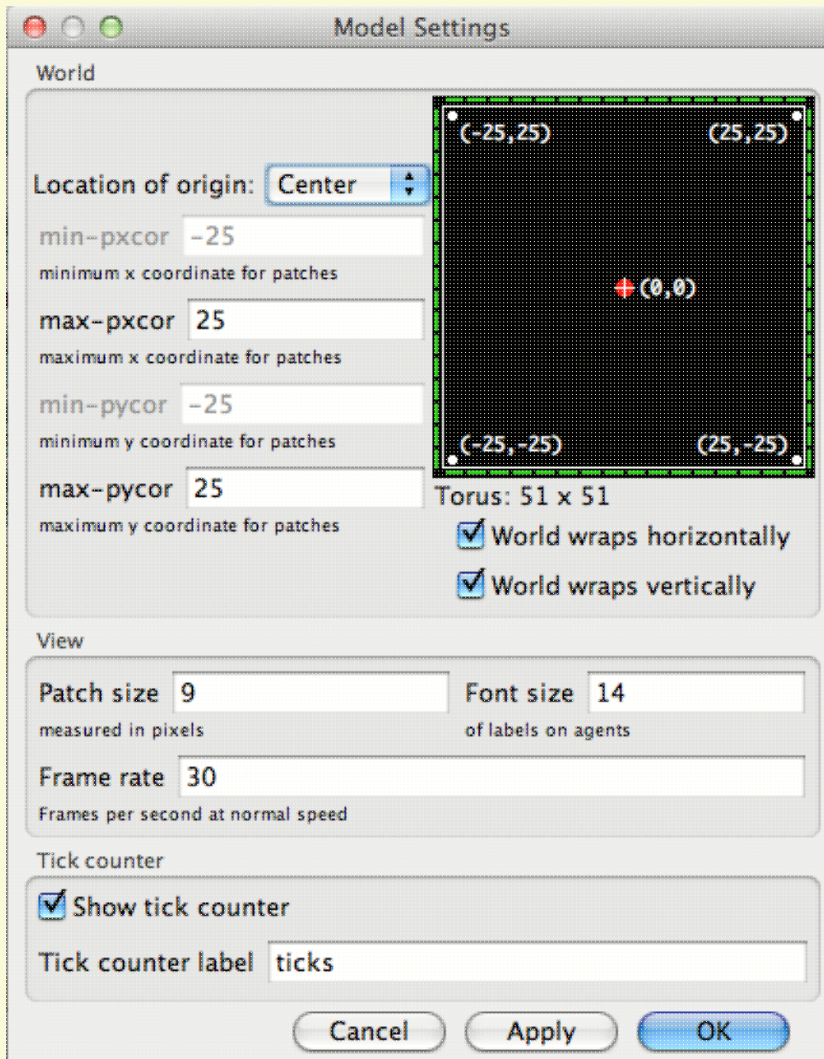 Model Settings
World
(-25,25) (25,25)
Location of origin: Center
min-pxcor -25
minimum x coordinate for patches
(0,0)
max-pxcor 25
maximum x coordinate for patches
min-pycor -25
minimum y coordinate for patches
(-25,-25) (25,-25)
max-pycor 25
Torus: 51 x 51
maximum y coordinate for patches
World wraps horizontally
World wraps vertically
View
Patch size 9 Font size 14
measured in pixels of labels on agents
Frame rate 30
Frames per second at normal speed
Tick counter
Show tick counter
Tick counter label ticks
Cancel Apply OK